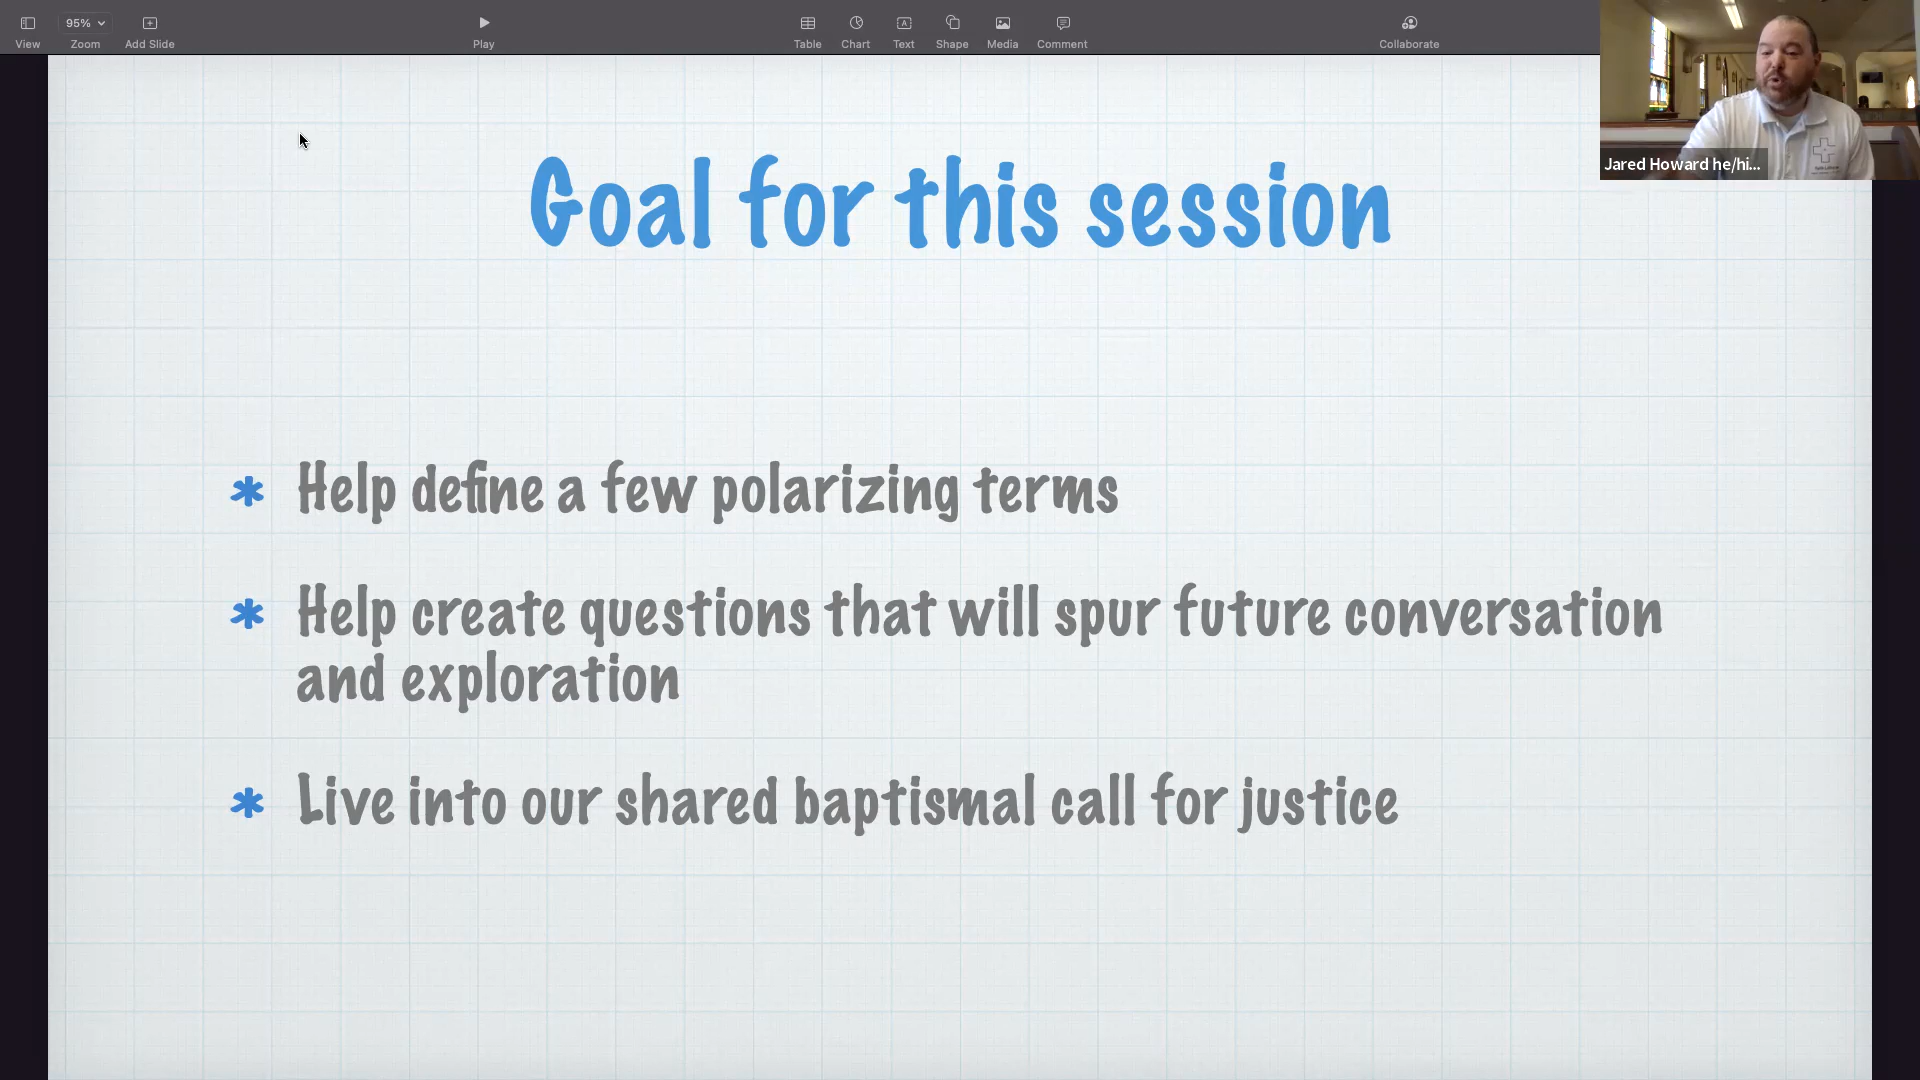 95%
View
Zoom
Add Slide
Play
Table
Chart
Text
Shape
Media
Comment
Collaborate
Jared Howard he/hi...
Goal for this session
* Help define a few polarizing terms
* Help create questions that will spur future conversation
and exploration
* Live into our shared baptismal call for justice